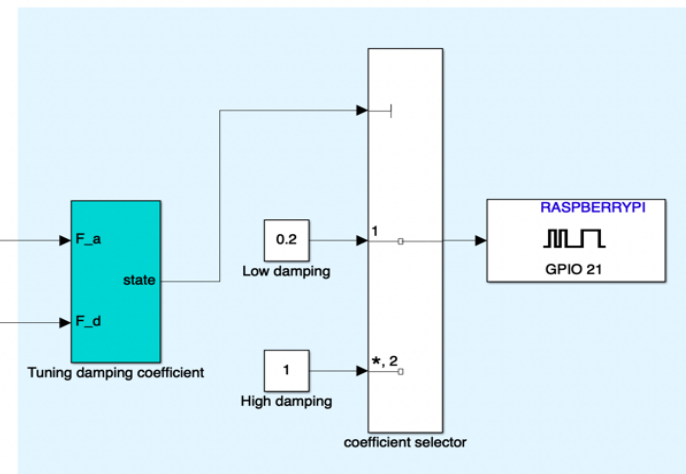 F_a
state
F_d
Tuning damping coefficient
0.2
Low damping
1
High damping
1
*, 2
coefficient selector
RASPBERRYPI
GPIO 21